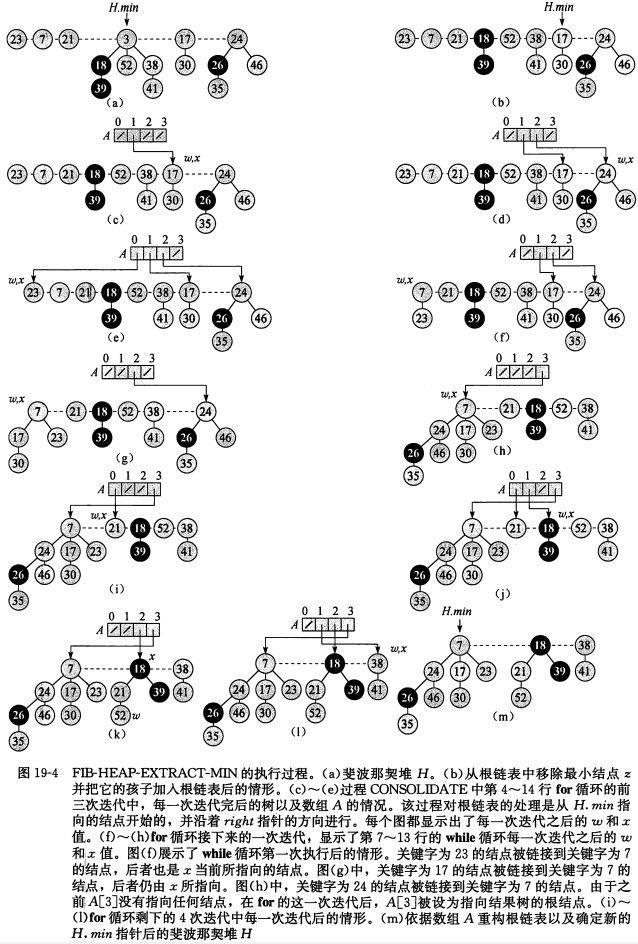 H.min
23 7 21 3 17 24
18 52 38 30 26 46
39 41 35
(a)
H.min
23 7 21 18 52 38 17 24
39 41 30 26 46
35
(b)
0 1 2 3
A
w,x
23 7 21 18 52 38 17 24
39 41 30 26 46
35
(c)
0 1 2 3
A
w,x
23 7 21 18 52 38 17 24
39 41 30 26 46
35
(d)
0 1 2 3
A
w,x
23 7 21 18 52 38 17 24
39 41 30 26 46
35
(e)
0 1 2 3
A
w,x
7 21 18 52 38 17 24
23 39 41 30 26 46
35
(f)
0 1 2 3
A
w,x
7 21 18 52 38 24
17 23 39 41 26 46
30 35
(g)
0 1 2 3
A
w,x
7 21 18 52 38
24 17 23 39 41
26 46 30
35
(h)
0 1 2 3
A
w,x
7 21 18 52 38
24 17 23 39 41
26 46 30
35
(i)
0 1 2 3
A
w,x
7 21 18 52 38
24 17 23 39 41
26 46 30
35
(j)
0 1 2 3
A
x
7 18 38
24 17 23 21 39 41
26 46 30 52 w
35
(k)
0 1 2 3
A
w,x
7 18 38
24 17 23 21 39 41
26 46 30 52
35
(l)
H.min
7 18 38
24 17 23 21 39 41
26 46 30 52
35
(m)
图 19-4 FIB-HEAP-EXTRACT-MIN 的执行过程。(a)斐波那契堆 H。(b)从根链表中移除最小结点 z
并把它的孩子加入根链表后的情形。(c)～(e)过程 CONSOLIDATE 中第 4～14 行 for 循环的前
三次迭代中，每一次迭代完后的树以及数组 A 的情况。该过程对根链表的处理是从 H.min 指
向的结点开始的，并沿着 right 指针的方向进行。每个图都显示出了每一次迭代之后的 w 和 x
值。(f)～(h)for 循环接下来的一次迭代，显示了第 7～13 行的 while 循环每一次迭代之后的 w
和 x 值。图(f)展示了 while 循环第一次执行后的情形。关键字为 23 的结点被链接到关键字为 7
的结点，后者也是 x 当前所指向的结点。图(g)中，关键字为 17 的结点被链接到关键字为 7 的
结点，后者仍由 x 所指向。图(h)中，关键字为 24 的结点被链接到关键字为 7 的结点。由于之
前 A[3]没有指向任何结点，在 for 的这一次迭代后，A[3]被设为指向结果树的根结点。(i)～
(l)for 循环剩下的 4 次迭代中每一次迭代后的情形。(m)依据数组 A 重构根链表以及确定新的
H.min 指针后的斐波那契堆 H